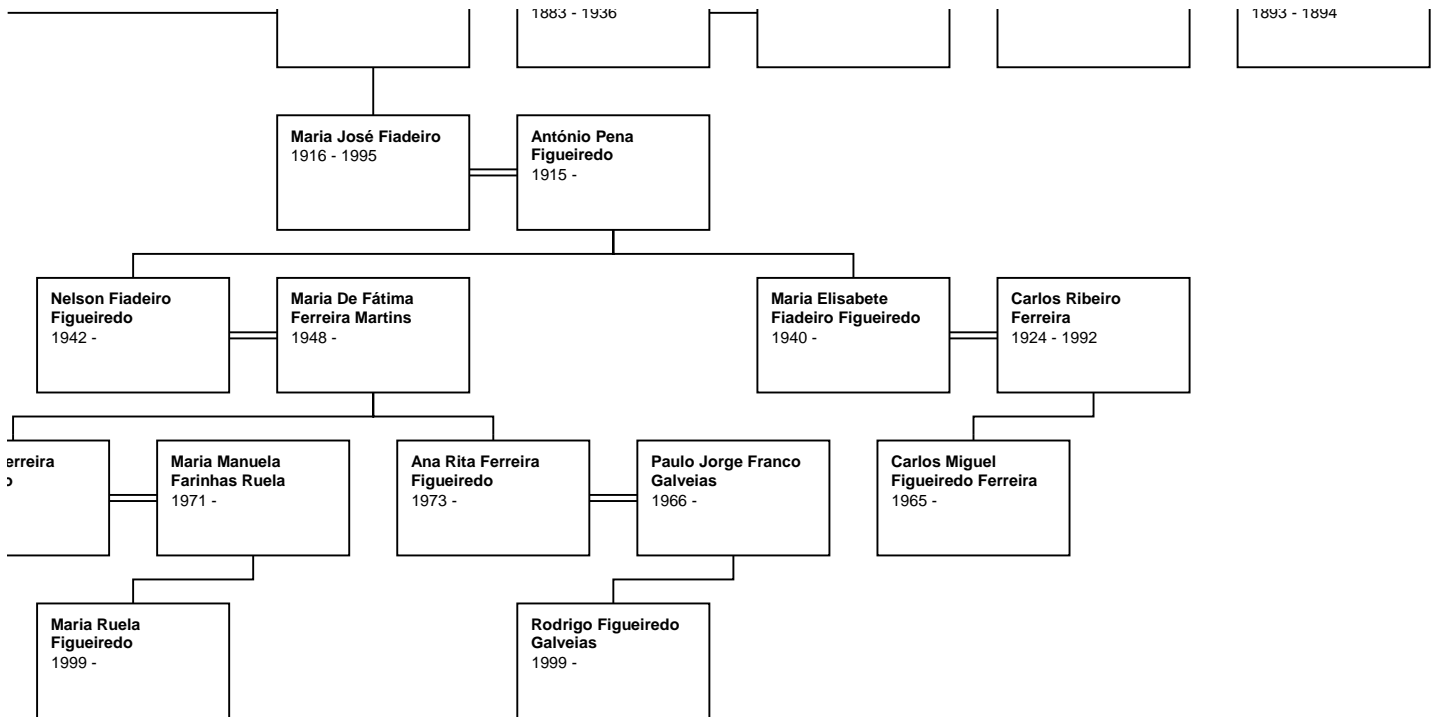 1883 - 1936
1893 - 1894
Maria José Fiadeiro
1916 - 1995
António Pena
Figueiredo
1915 -
Nelson Fiadeiro
Figueiredo
1942 -
Maria De Fátima
Ferreira Martins
1948 -
Maria Elisabete
Fiadeiro Figueiredo
1940 -
Carlos Ribeiro
Ferreira
1924 - 1992
erreira
o
Maria Manuela
Farinhas Ruela
1971 -
Ana Rita Ferreira
Figueiredo
1973 -
Paulo Jorge Franco
Galveias
1966 -
Carlos Miguel
Figueiredo Ferreira
1965 -
Maria Ruela
Figueiredo
1999 -
Rodrigo Figueiredo
Galveias
1999 -